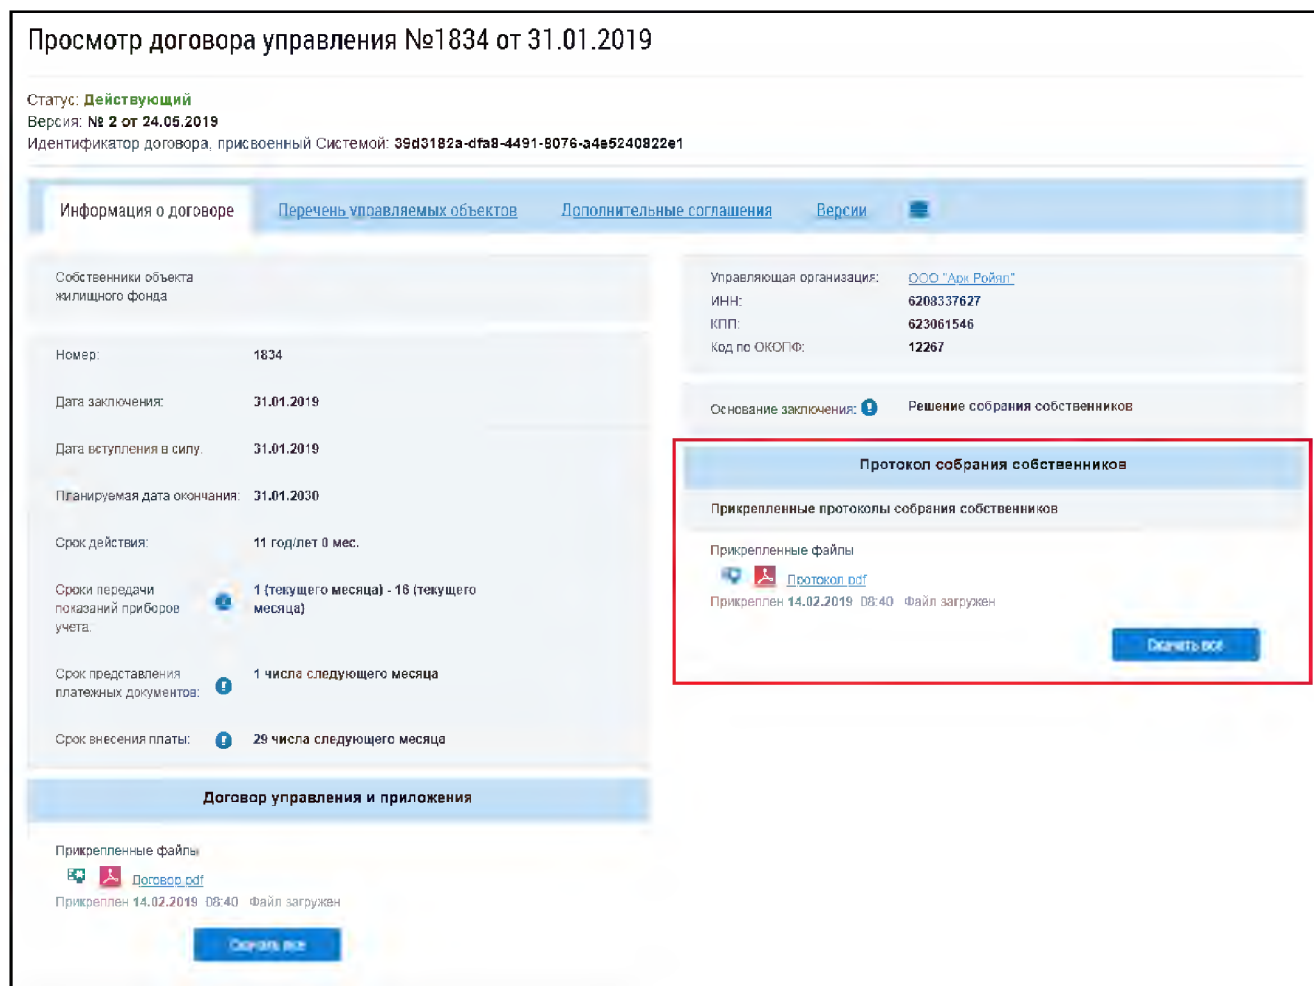 Просмотр договора управления №1834 от 31.01.2019
Статус: Действующий
Версия: № 2 от 24.05.2019
Идентификатор договора, присвоенный Системой: 39d3182a-dfa8-4491-8076-a4e5240822e1
Информация о договоре
Перечень управляемых объектов
Дополнительные соглашения
Версии
Собственники объекта
жилищного фонда
Номер: 1834
Дата заключения: 31.01.2019
Дата вступления в силу: 31.01.2019
Планируемая дата окончания: 31.01.2030
Срок действия: 11 год/лет 0 мес.
Сроки передачи
показаний приборов
учета:
1 (текущего месяца) - 16 (текущего
месяца)
Срок представления
платежных документов:
1 числа следующего месяца
Срок внесения платы: 29 числа следующего месяца
Договор управления и приложения
Прикрепленные файлы
Договор.pdf
Прикреплен 14.02.2019 08:40 Файл загружен
Скачать все
Управляющая организация: ООО "Арк Ройял"
ИНН: 6208337627
КПП: 623061546
Код по ОКОПФ: 12267
Основание заключения: Решение собрания собственников
Протокол собрания собственников
Прикрепленные протоколы собрания собственников
Прикрепленные файлы
Протокол.pdf
Прикреплен 14.02.2019 08:40 Файл загружен
Скачать все